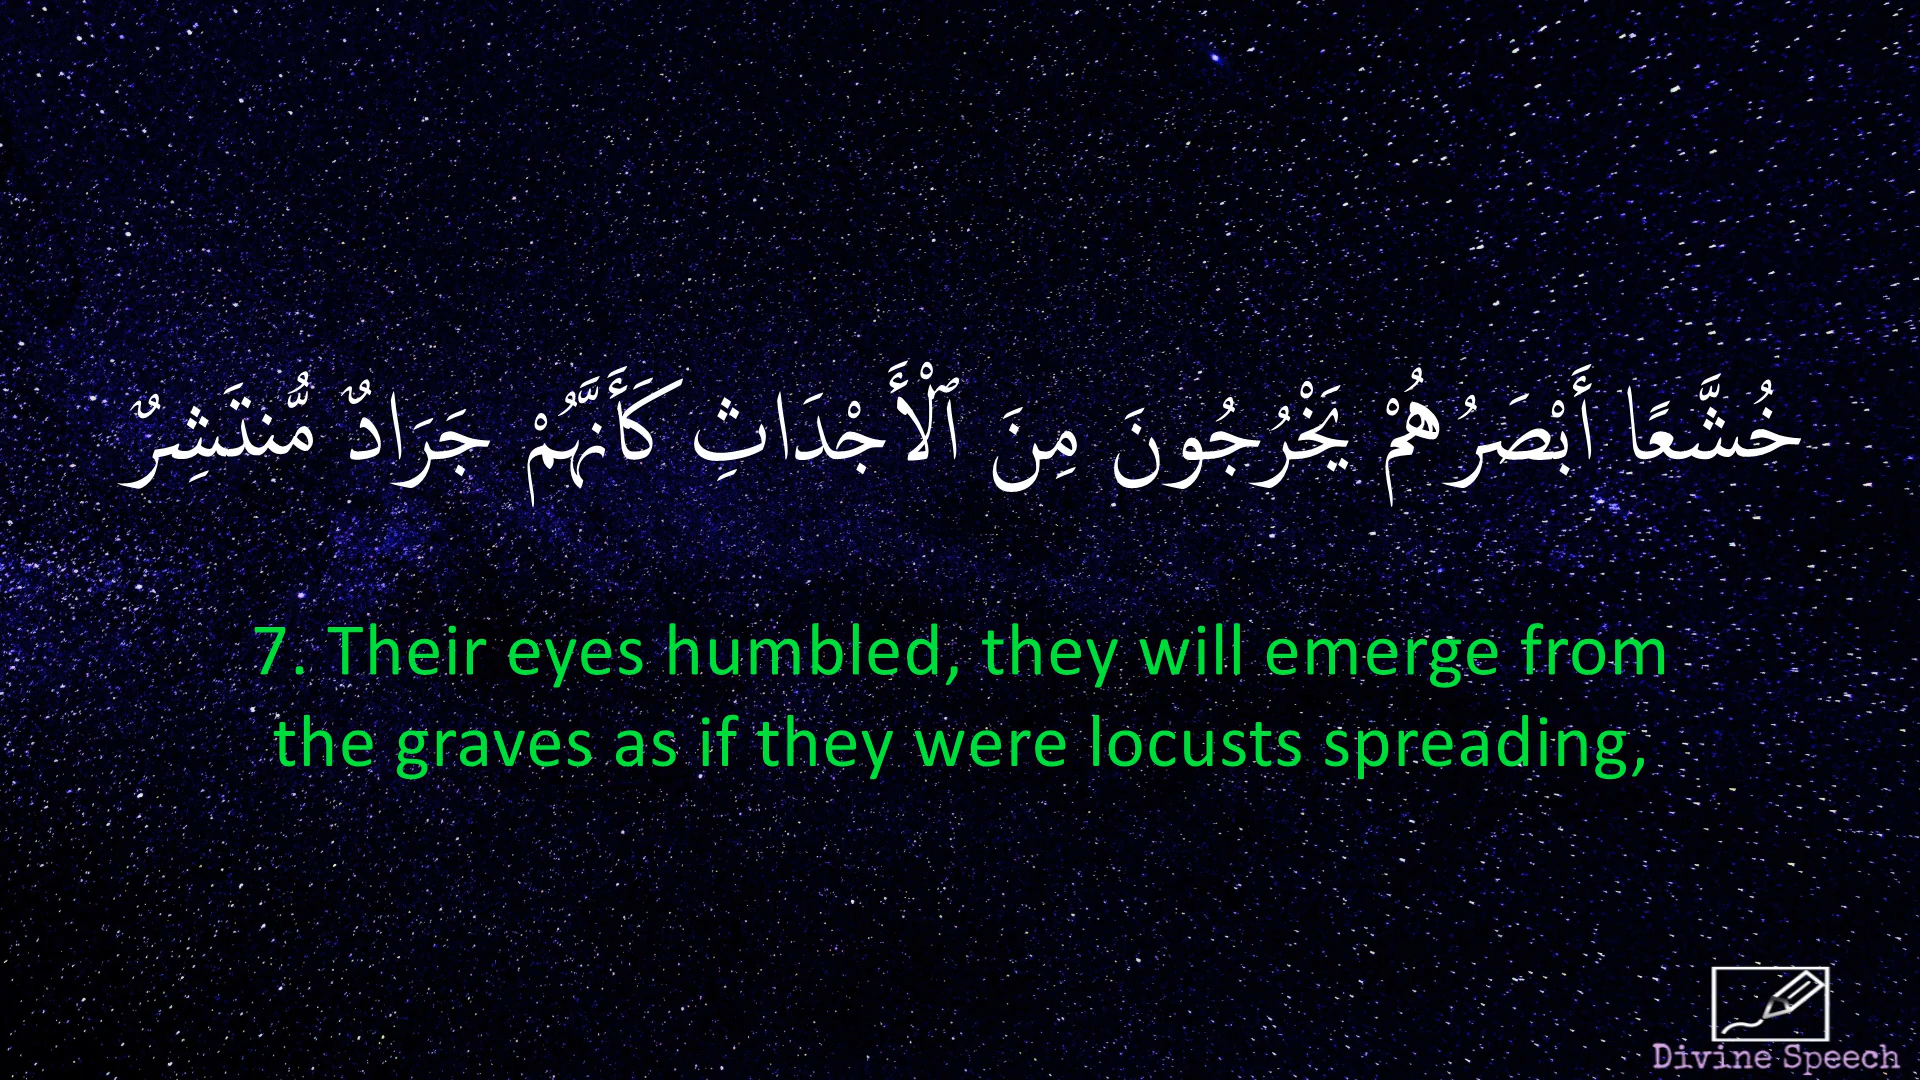 خُشَّعًا أَبْصَرُهُمْ يَخْرُجُونَ مِنَ ٱلْأَجْدَاثِ كَأَنَّهُمْ جَرَادٌ مُّنتَشِرٌ
7. Their eyes humbled, they will emerge from
the graves as if they were locusts spreading,
Divine Speech